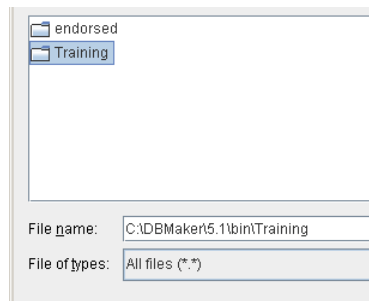 endorsed
Training
File name: C:\DBMaker\5.1\bin\Training
File of types: All files (*.*)